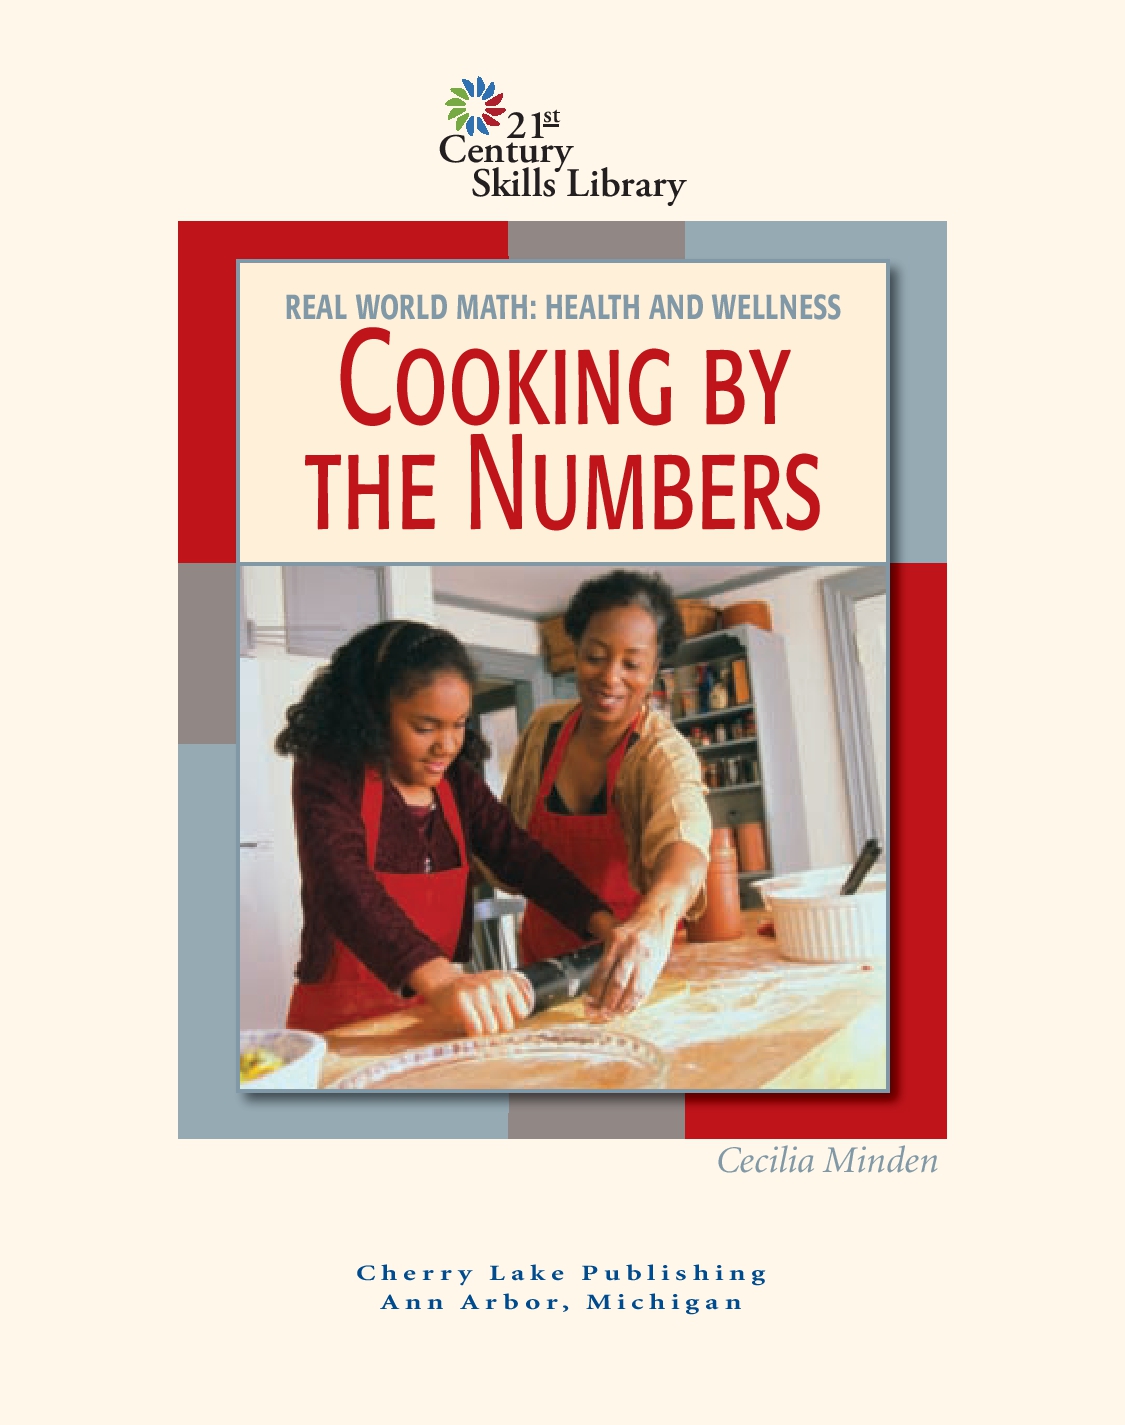 21st
Century
Skills Library
REAL WORLD MATH: HEALTH AND WELLNESS
COOKING BY
THE NUMBERS
Cecilia Minden
Cherry Lake Publishing
Ann Arbor, Michigan